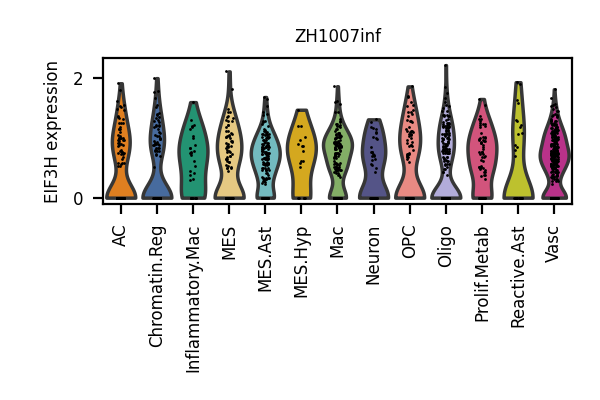 ZH1007inf
EIF3H expression
2
0
AC
Chromatin.Reg
Inflammatory.Mac
MES
MES.Ast
MES.Hyp
Mac
Neuron
OPC
Oligo
Prolif.Metab
Reactive.Ast
Vasc